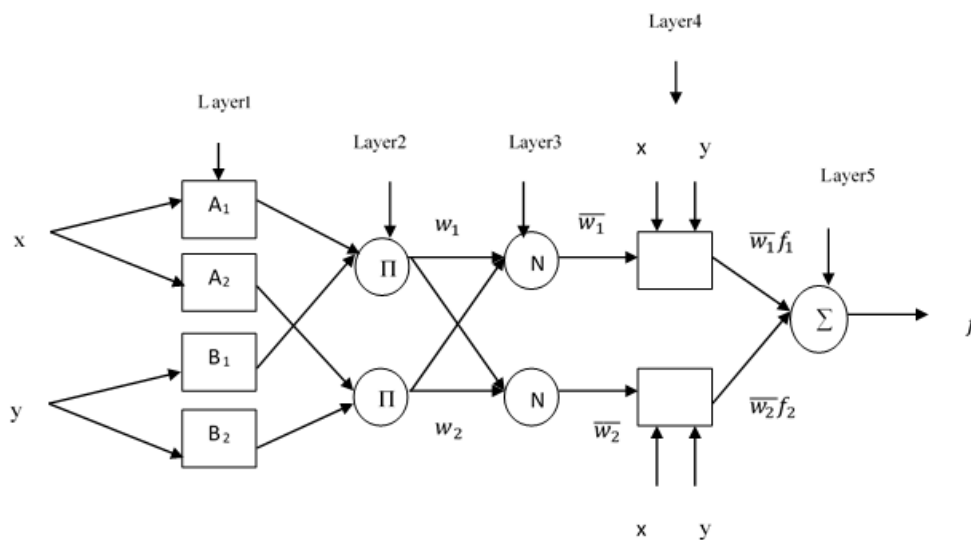 Layer4
Layer1
Layer2
Layer3
x y
Layer5
A₁
x
w₁
w̅₁
w̅₁f₁
Π
N
A₂
Σ
B₁
Π
N
y
B₂
w₂
w̅₂
w̅₂f₂
x y